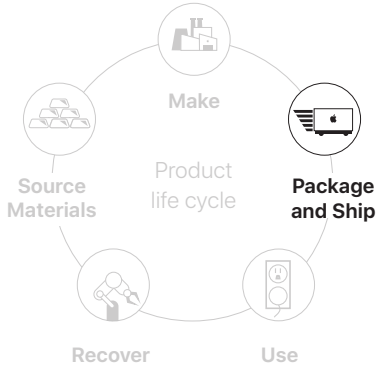 Make
Product
life cycle
Source
Materials
Package
and Ship
Recover
Use